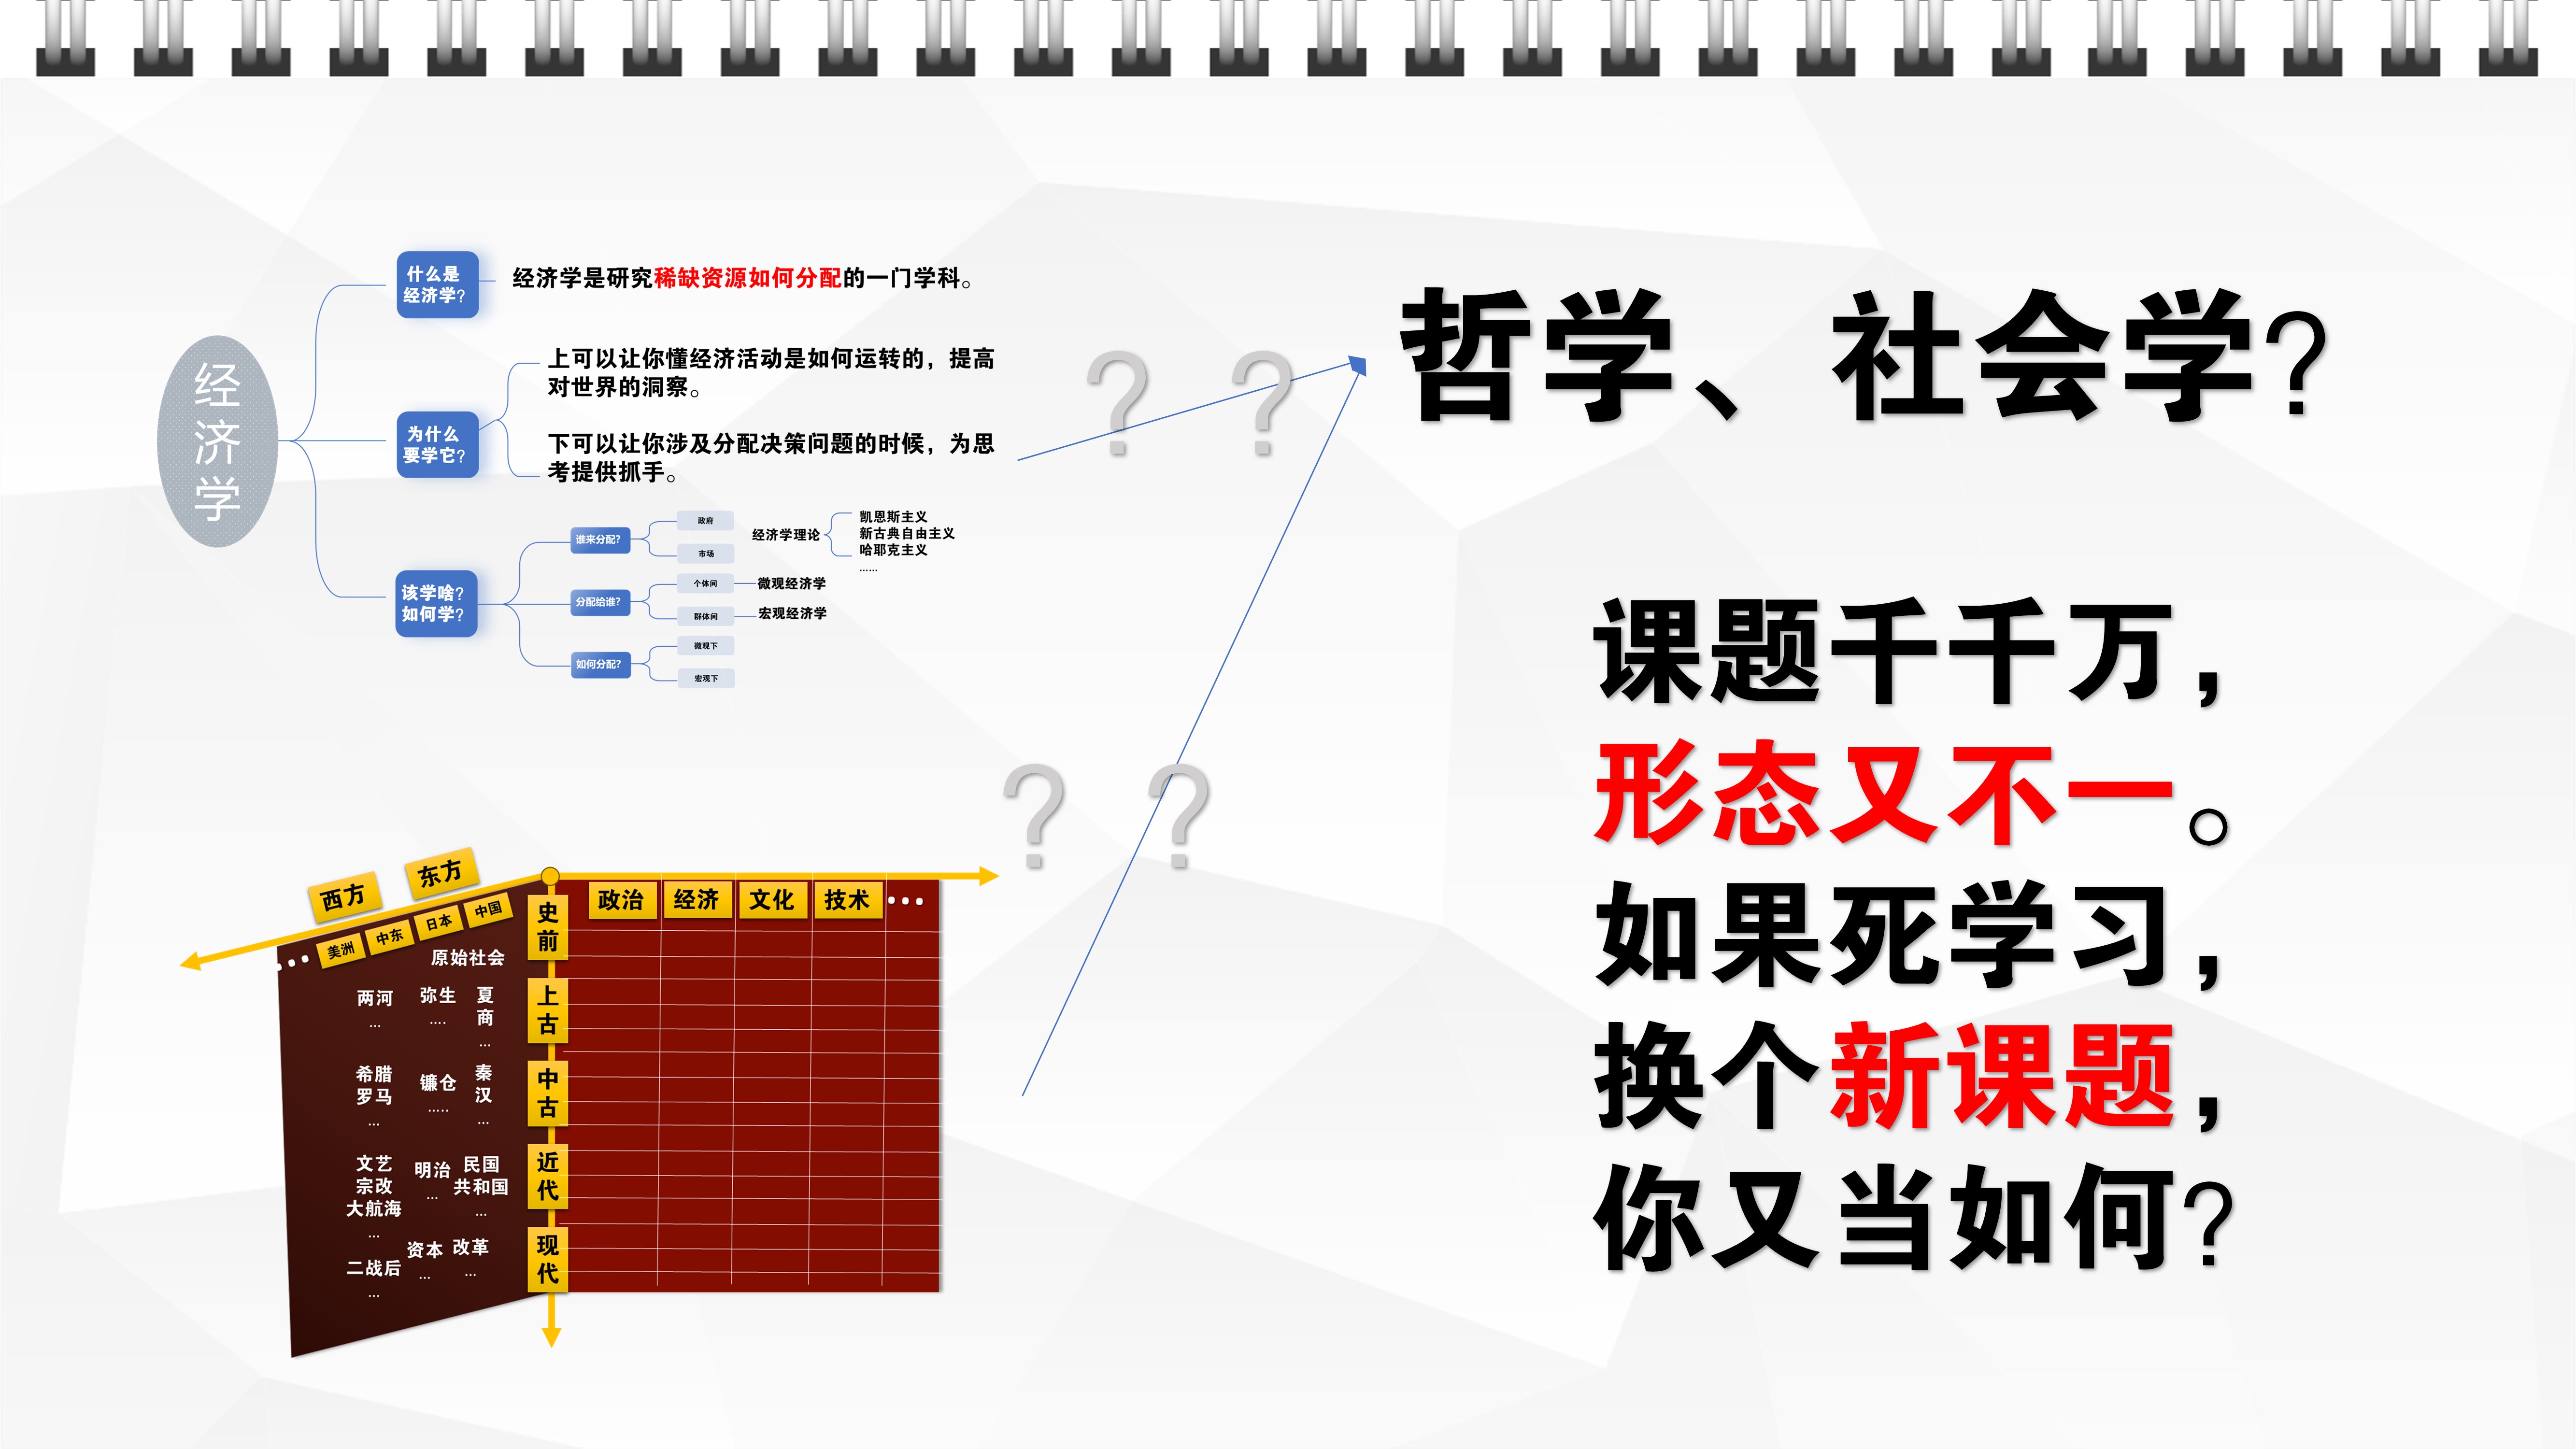 经
济
学
什么是
经济学?
经济学是研究稀缺资源如何分配的一门学科。
为什么
要学它?
上可以让你懂经济活动是如何运转的，提高
对世界的洞察。
下可以让你涉及分配决策问题的时候，为思
考提供抓手。
该学啥?
如何学?
谁来分配?
政府
市场
经济学理论
凯恩斯主义
新古典自由主义
哈耶克主义
……
分配给谁?
个体间
微观经济学
群体间
宏观经济学
如何分配?
微观下
宏观下
? ?
? ?
西方
东方
…
美洲
中东
日本
中国
史
前
上
古
中
古
近
代
现
代
政治
经济
文化
技术
…
原始社会
两河
…
弥生
….
夏
商
…
希腊
罗马
…
镰仓
…..
秦
汉
…
文艺
宗改
大航海
…
明治
…
民国
共和国
…
二战后
…
资本
…
改革
…
哲学、社会学?
课题千千万，
形态又不一。
如果死学习，
换个新课题，
你又当如何?